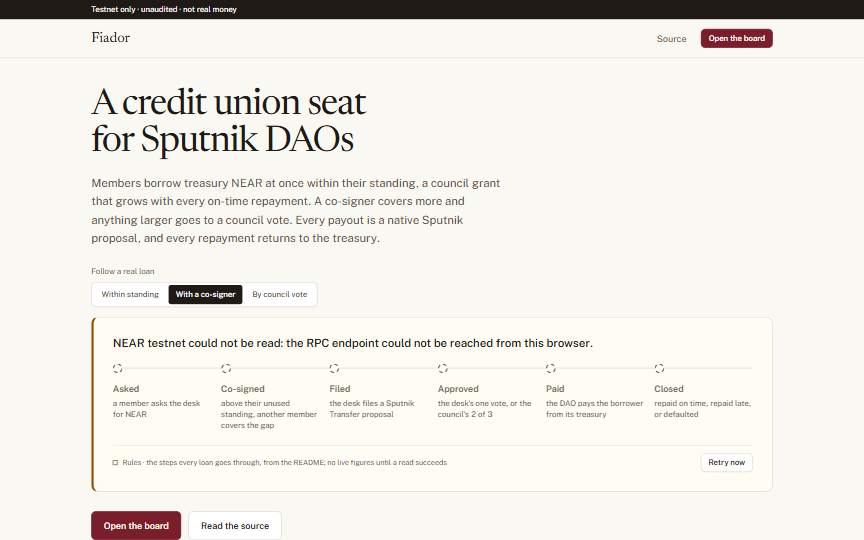 Testnet only · unaudited · not real money
Fiador
Source
Open the board
A credit union seat
for Sputnik DAOs
Members borrow treasury NEAR at once within their standing, a council grant
that grows with every on-time repayment. A co-signer covers more and
anything larger goes to a council vote. Every payout is a native Sputnik
proposal, and every repayment returns to the treasury.
Follow a real loan
Within standing
With a co-signer
By council vote
NEAR testnet could not be read: the RPC endpoint could not be reached from this browser.
Asked
a member asks the desk
for NEAR
Co-signed
above their unused
standing, another member
covers the gap
Filed
the desk files a Sputnik
Transfer proposal
Approved
the desk's one vote, or the
council's 2 of 3
Paid
the DAO pays the borrower
from its treasury
Closed
repaid on time, repaid late,
or defaulted
Rules · the steps every loan goes through, from the README; no live figures until a read succeeds
Retry now
Open the board
Read the source